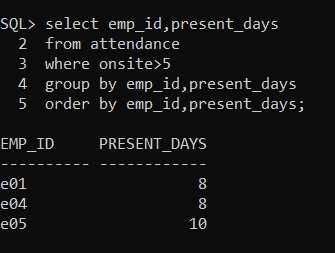 SQL> select emp_id,present_days
2 from attendance
3 where onsite>5
4 group by emp_id,present_days
5 order by emp_id,present_days;
EMP_ID PRESENT_DAYS
---------- ------------
e01 8
e04 8
e05 10